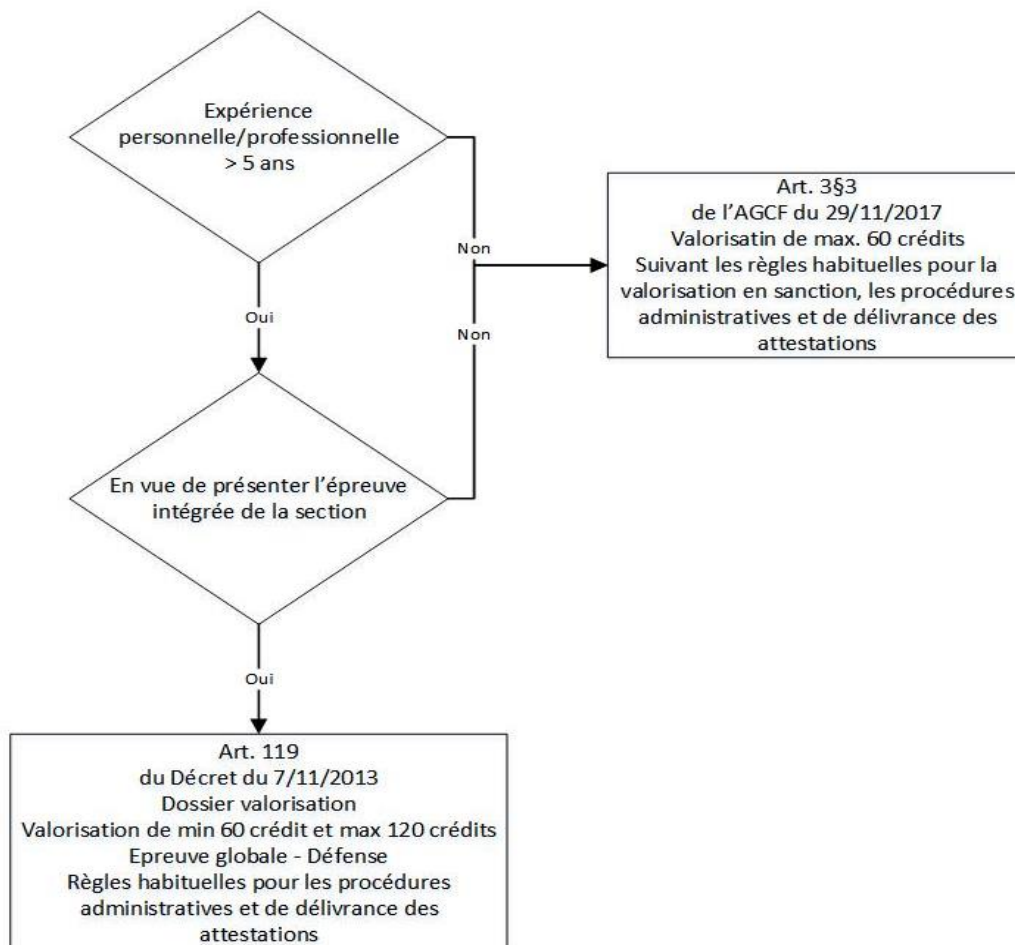 Expérience
personnelle/professionnelle
> 5 ans
Non
Art. 3§3
de l'AGCF du 29/11/2017
Valorisatin de max. 60 crédits
Suivant les règles habituelles pour la
valorisation en sanction, les procédures
administratives et de délivrance des
attestations
Oui
Non
En vue de présenter l'épreuve
intégrée de la section
Oui
Art. 119
du Décret du 7/11/2013
Dossier valorisation
Valorisation de min 60 crédit et max 120 crédits
Epreuve globale - Défense
Règles habituelles pour les procédures
administratives et de délivrance des
attestations